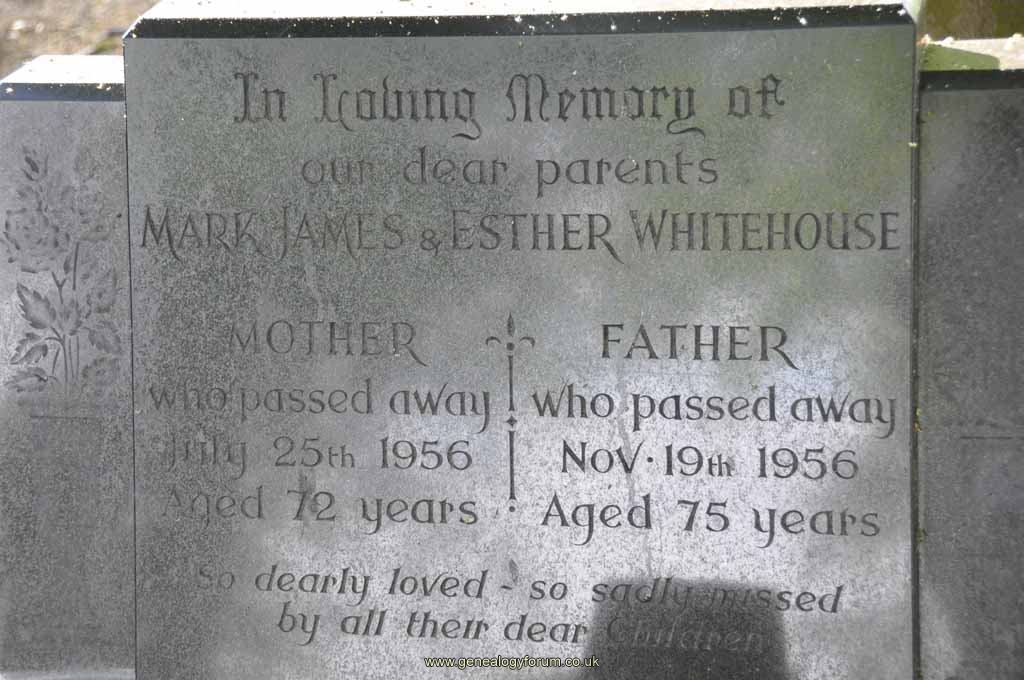 In Loving Memory of
our dear parents
MARK JAMES & ESTHER WHITEHOUSE
MOTHER
who passed away
July 25th 1956
Aged 72 years
FATHER
who passed away
Nov. 19th 1956
Aged 75 years
So dearly loved - so sadly missed
by all their dear Children
www.genealogyforum.co.uk